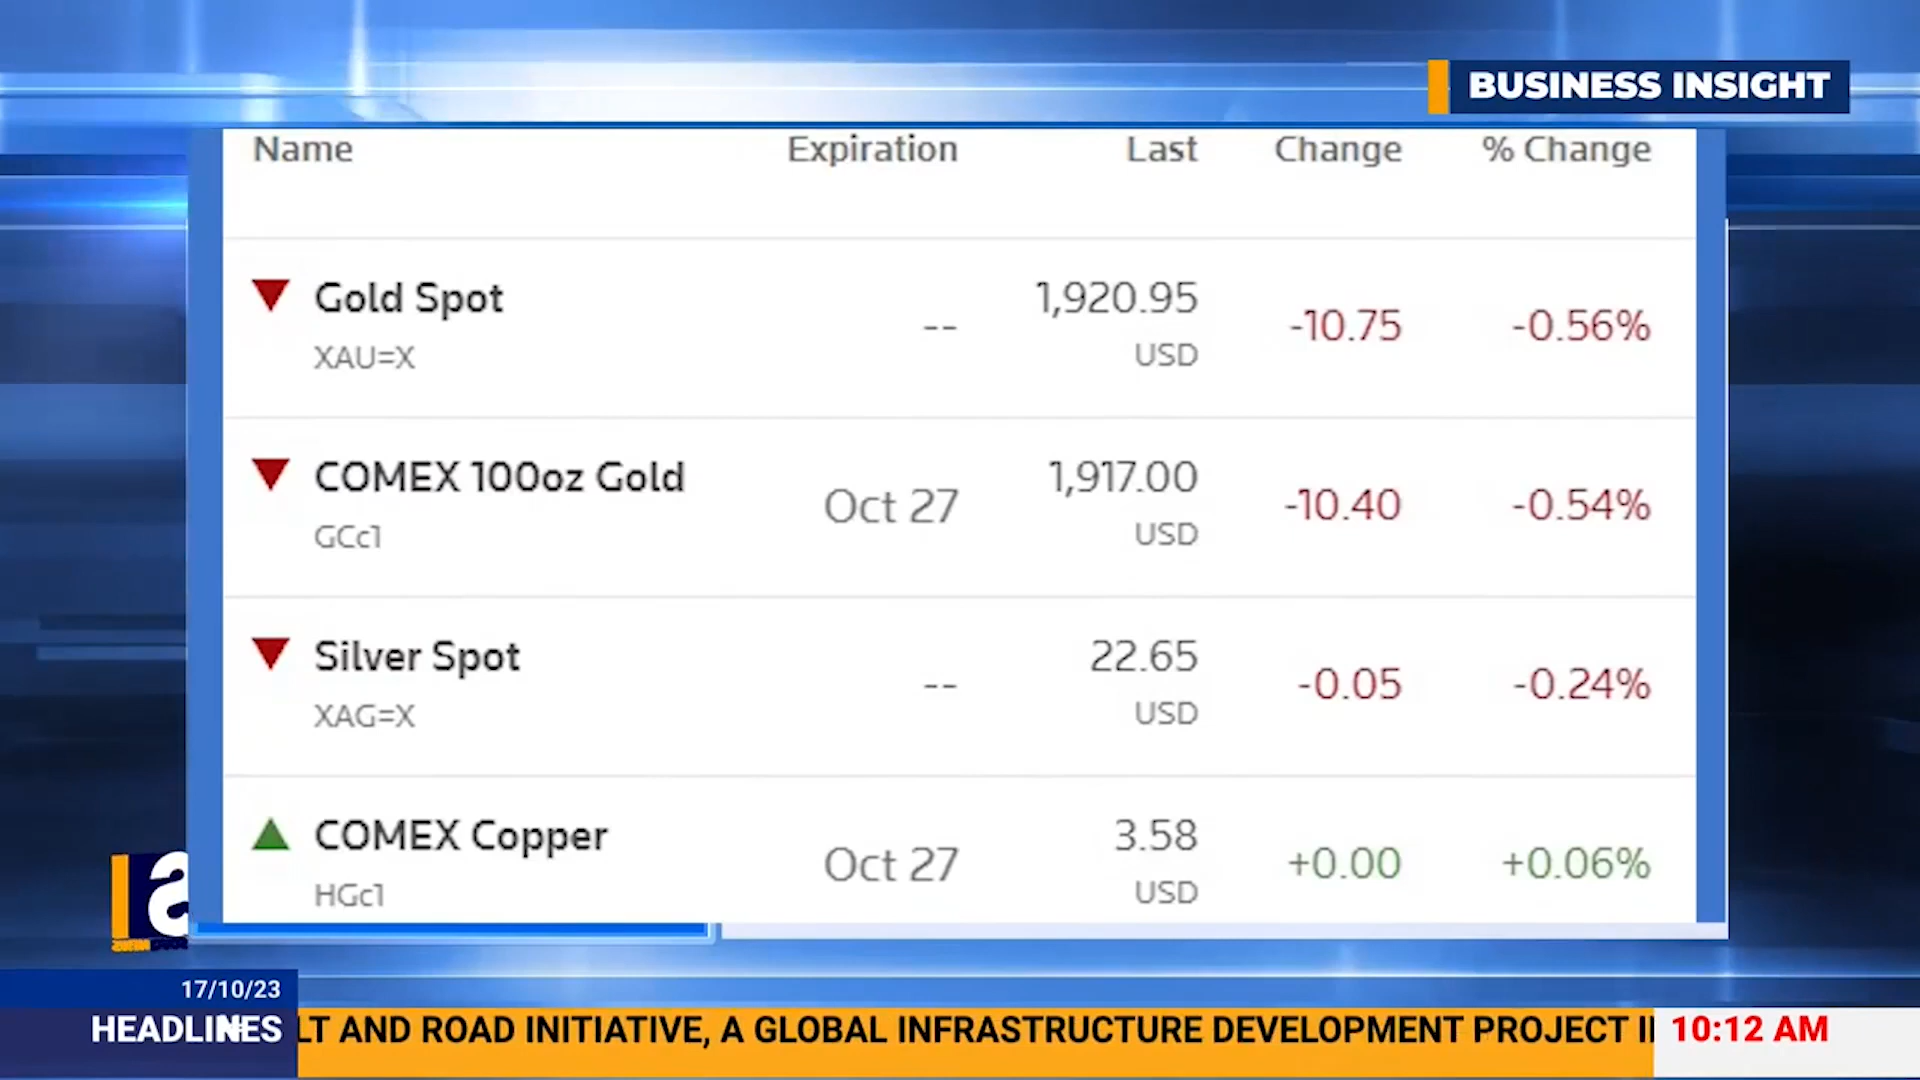 BUSINESS INSIGHT
Name Expiration Last Change % Change
Gold Spot -- 1,920.95 -10.75 -0.56%
XAU=X USD
COMEX 100oz Gold Oct 27 1,917.00 -10.40 -0.54%
GCc1 USD
Silver Spot -- 22.65 -0.05 -0.24%
XAG=X USD
COMEX Copper Oct 27 3.58 +0.00 +0.06%
HGc1 USD
a
17/10/23
HEADLINES LT AND ROAD INITIATIVE, A GLOBAL INFRASTRUCTURE DEVELOPMENT PROJECT 10:12 AM